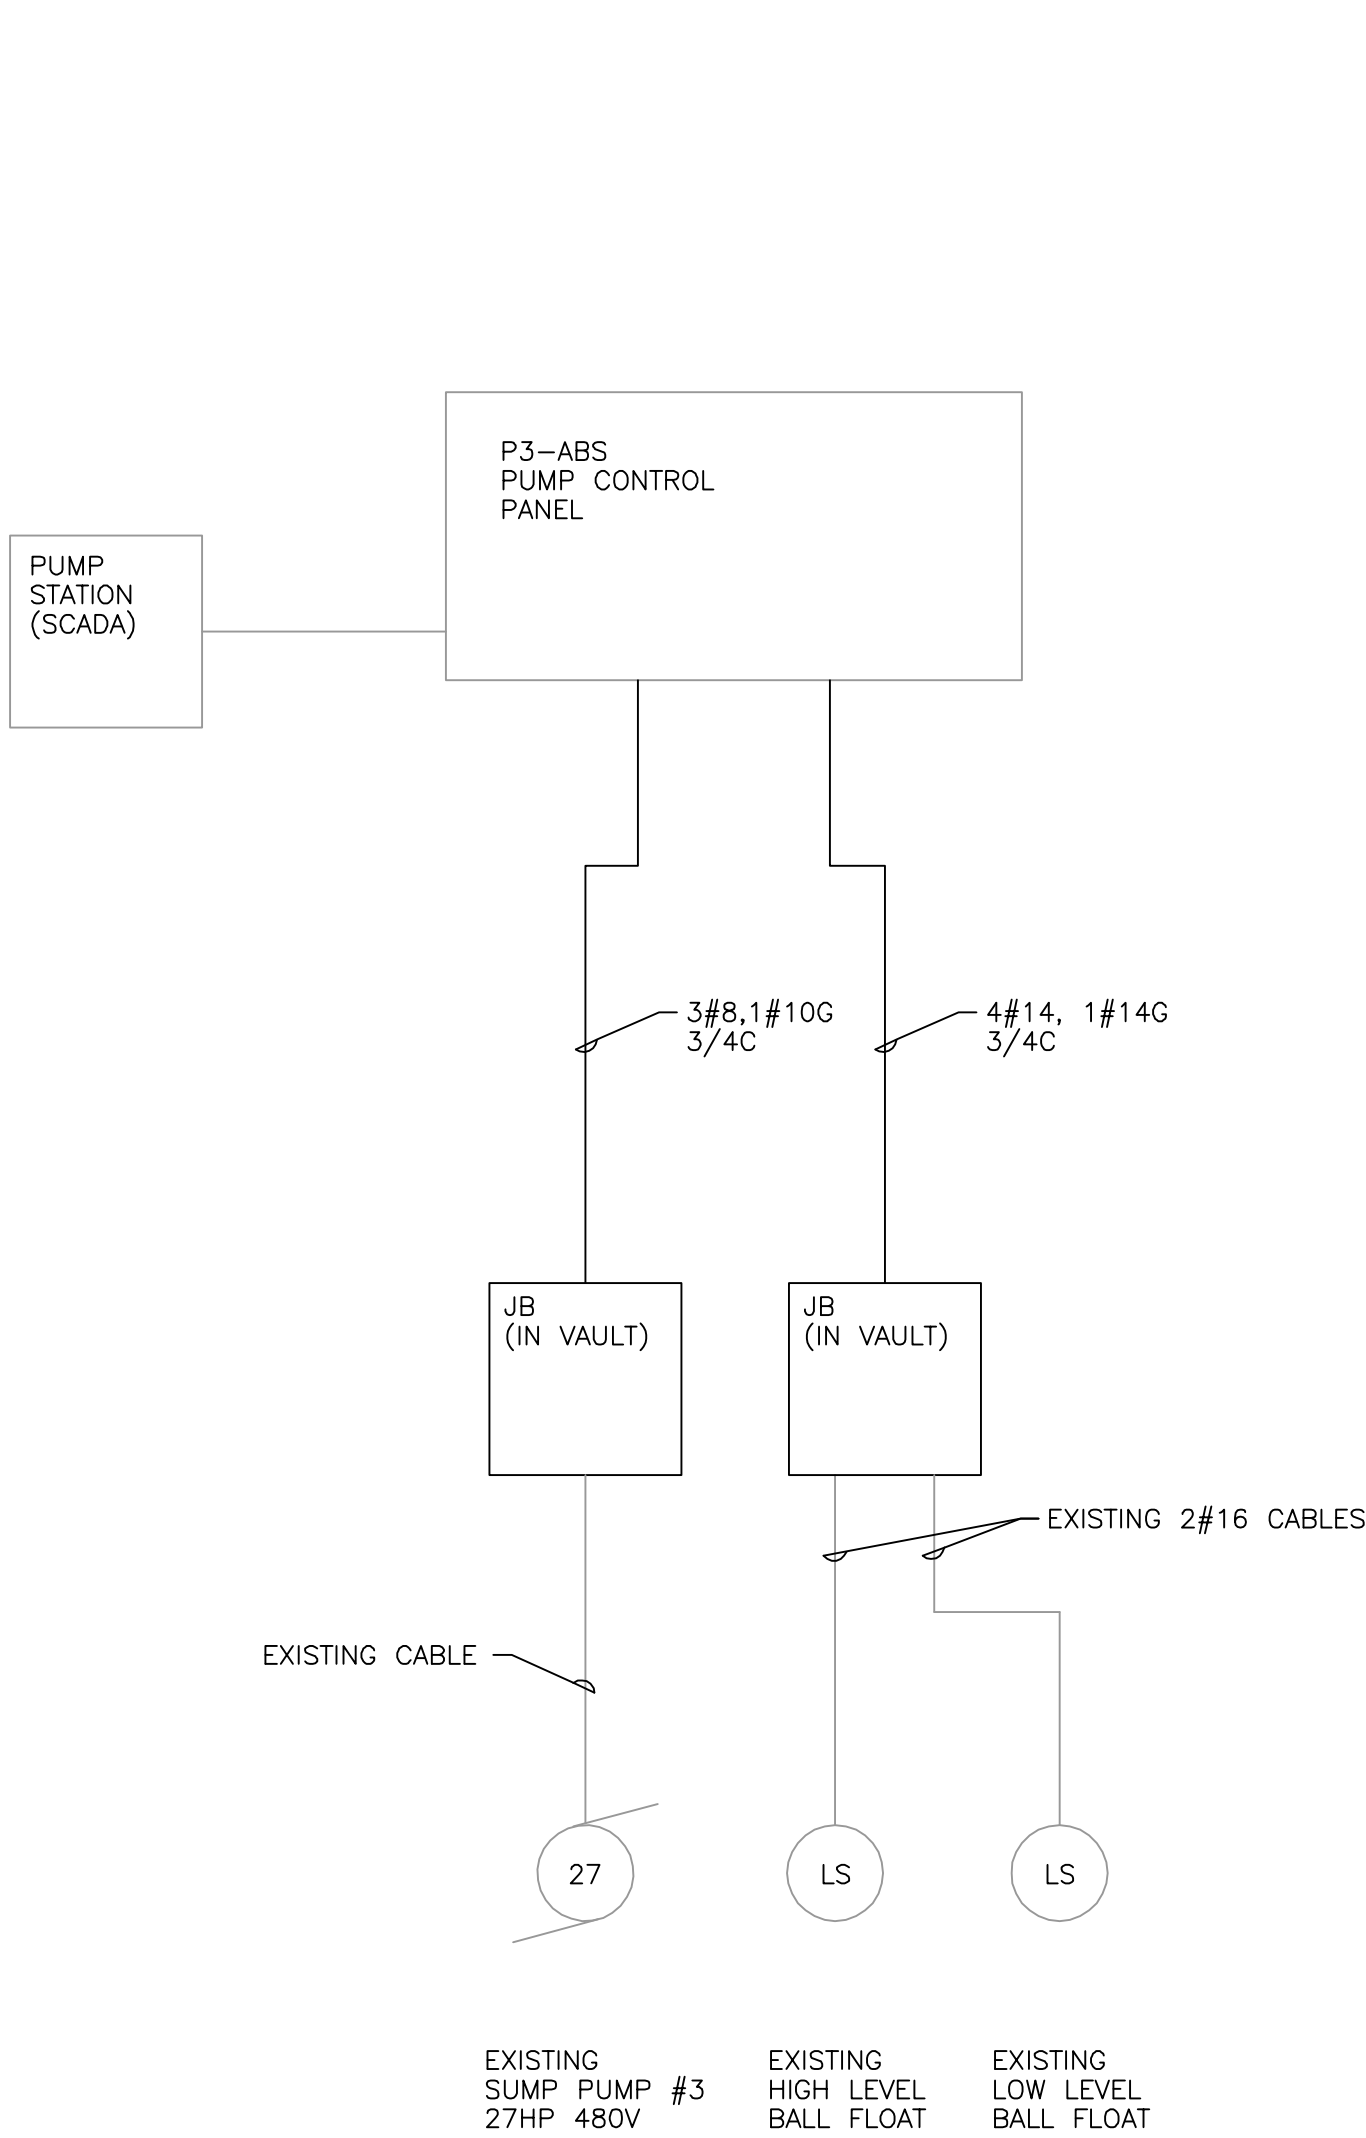 P3-ABS
PUMP CONTROL
PANEL
PUMP
STATION
(SCADA)
3#8,1#10G
3/4C
4#14, 1#14G
3/4C
JB
(IN VAULT)
JB
(IN VAULT)
EXISTING 2#16 CABLES
EXISTING CABLE
27
LS
LS
EXISTING
SUMP PUMP #3
27HP 480V
EXISTING
HIGH LEVEL
BALL FLOAT
EXISTING
LOW LEVEL
BALL FLOAT